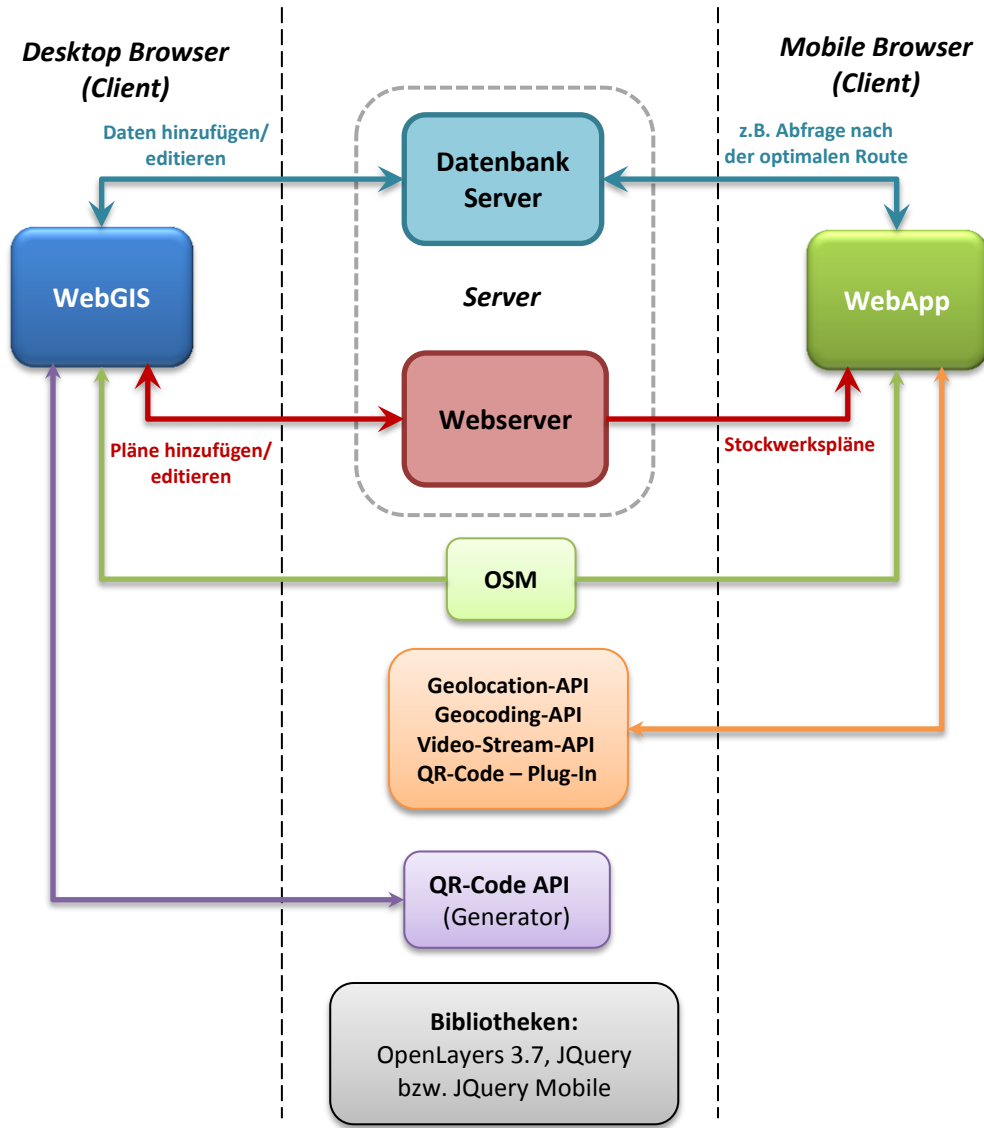 Desktop Browser
(Client)
Mobile Browser
(Client)
Daten hinzufügen/
editieren
Datenbank
Server
z.B. Abfrage nach
der optimalen Route
WebGIS
Server
WebApp
Webserver
Pläne hinzufügen/
editieren
Stockwerkspläne
OSM
Geolocation-API
Geocoding-API
Video-Stream-API
QR-Code – Plug-In
QR-Code API
(Generator)
Bibliotheken:
OpenLayers 3.7, JQuery
bzw. JQuery Mobile